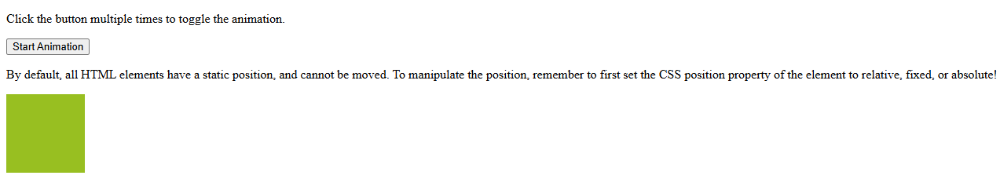 Click the button multiple times to toggle the animation.
Start Animation
By default, all HTML elements have a static position, and cannot be moved. To manipulate the position, remember to first set the CSS position property of the element to relative, fixed, or absolute!